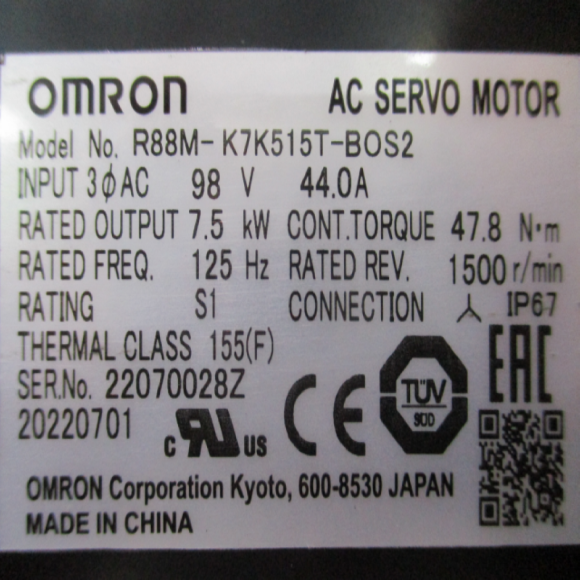 OMRON AC SERVO MOTOR
Model No. R88M-K7K515T-BOS2
INPUT 3ϕAC 98 V 44.0A
RATED OUTPUT 7.5 kW CONT.TORQUE 47.8 N·m
RATED FREQ. 125 Hz RATED REV. 1500 r/min
RATING S1 CONNECTION IP67
THERMAL CLASS 155(F)
SER.No. 22070028Z
20220701
c RU US CE TÜV SÜD EAC
OMRON Corporation Kyoto, 600-8530 JAPAN
MADE IN CHINA